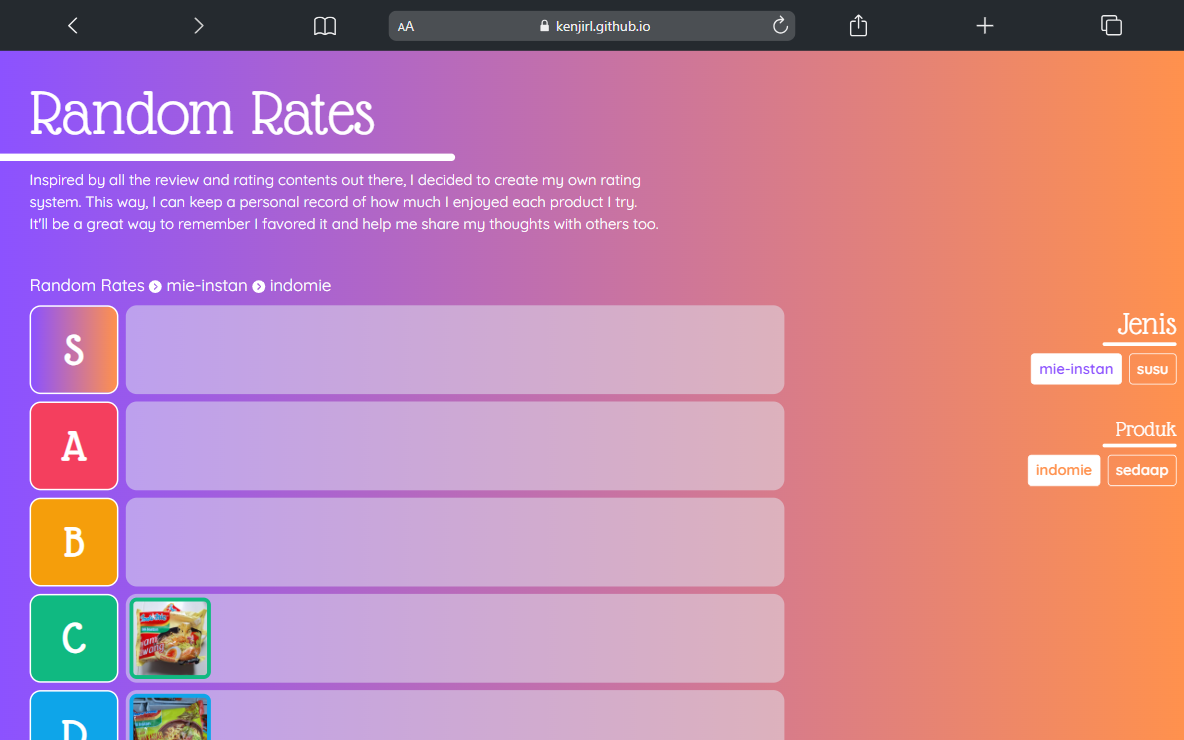 AA
kenjirl.github.io
Random Rates
Inspired by all the review and rating contents out there, I decided to create my own rating
system. This way, I can keep a personal record of how much I enjoyed each product I try.
It'll be a great way to remember I favored it and help me share my thoughts with others too.
Random Rates mie-instan indomie
S
A
B
C
D
Jenis
mie-instan susu
Produk
indomie sedaap